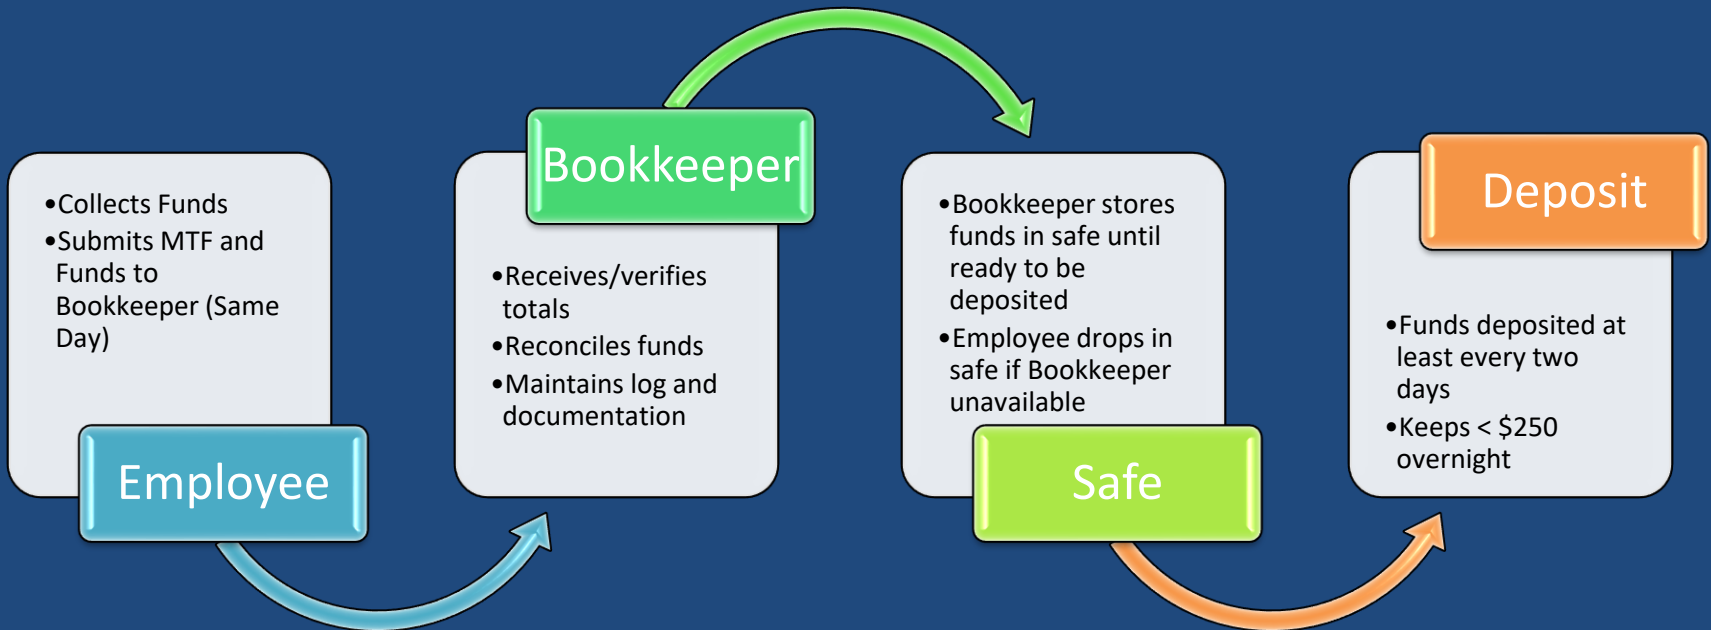 •Collects Funds
•Submits MTF and
Funds to
Bookkeeper (Same
Day)
Employee
Bookkeeper
•Receives/verifies
totals
•Reconciles funds
•Maintains log and
documentation
•Bookkeeper stores
funds in safe until
ready to be
deposited
•Employee drops in
safe if Bookkeeper
unavailable
Safe
Deposit
•Funds deposited at
least every two
days
•Keeps < $250
overnight